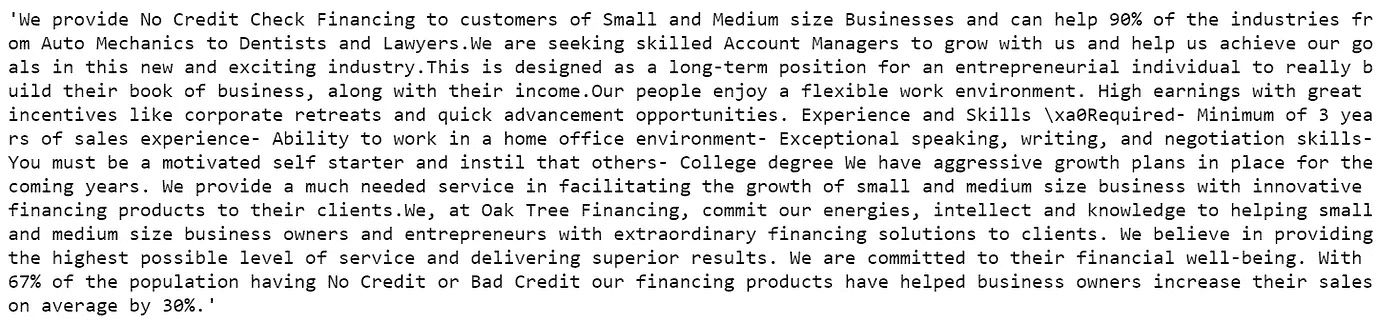 'We provide No Credit Check Financing to customers of Small and Medium size Businesses and can help 90% of the industries fr
om Auto Mechanics to Dentists and Lawyers.We are seeking skilled Account Managers to grow with us and help us achieve our go
als in this new and exciting industry.This is designed as a long-term position for an entrepreneurial individual to really b
uild their book of business, along with their income.Our people enjoy a flexible work environment. High earnings with great
incentives like corporate retreats and quick advancement opportunities. Experience and Skills \xa0Required- Minimum of 3 yea
rs of sales experience- Ability to work in a home office environment- Exceptional speaking, writing, and negotiation skills-
You must be a motivated self starter and instil that others- College degree We have aggressive growth plans in place for the
coming years. We provide a much needed service in facilitating the growth of small and medium size business with innovative
financing products to their clients.We, at Oak Tree Financing, commit our energies, intellect and knowledge to helping small
and medium size business owners and entrepreneurs with extraordinary financing solutions to clients. We believe in providing
the highest possible level of service and delivering superior results. We are committed to their financial well-being. With
67% of the population having No Credit or Bad Credit our financing products have helped business owners increase their sales
on average by 30%.'